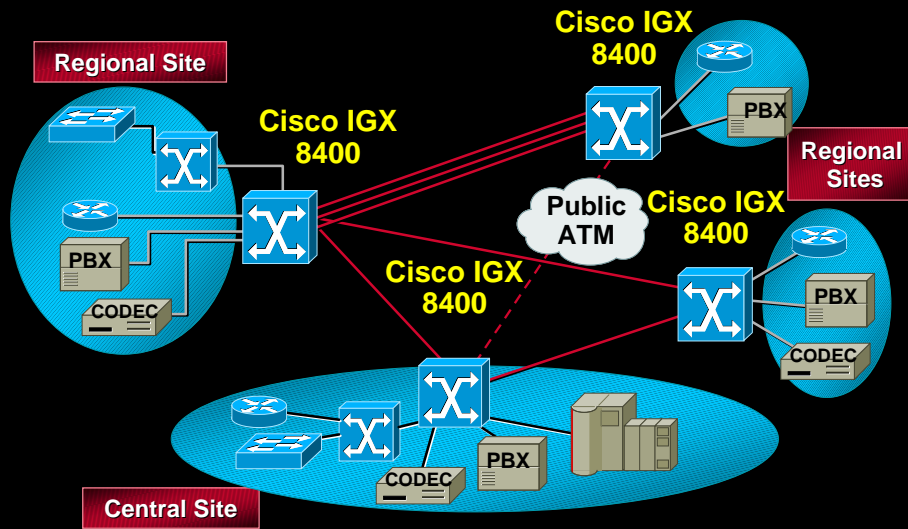 Cisco IGX
8400
Regional Site
Cisco IGX
8400
PBX
Regional
Sites
Public
ATM
Cisco IGX
8400
PBX
CODEC
Cisco IGX
8400
PBX
CODEC
PBX
CODEC
Central Site